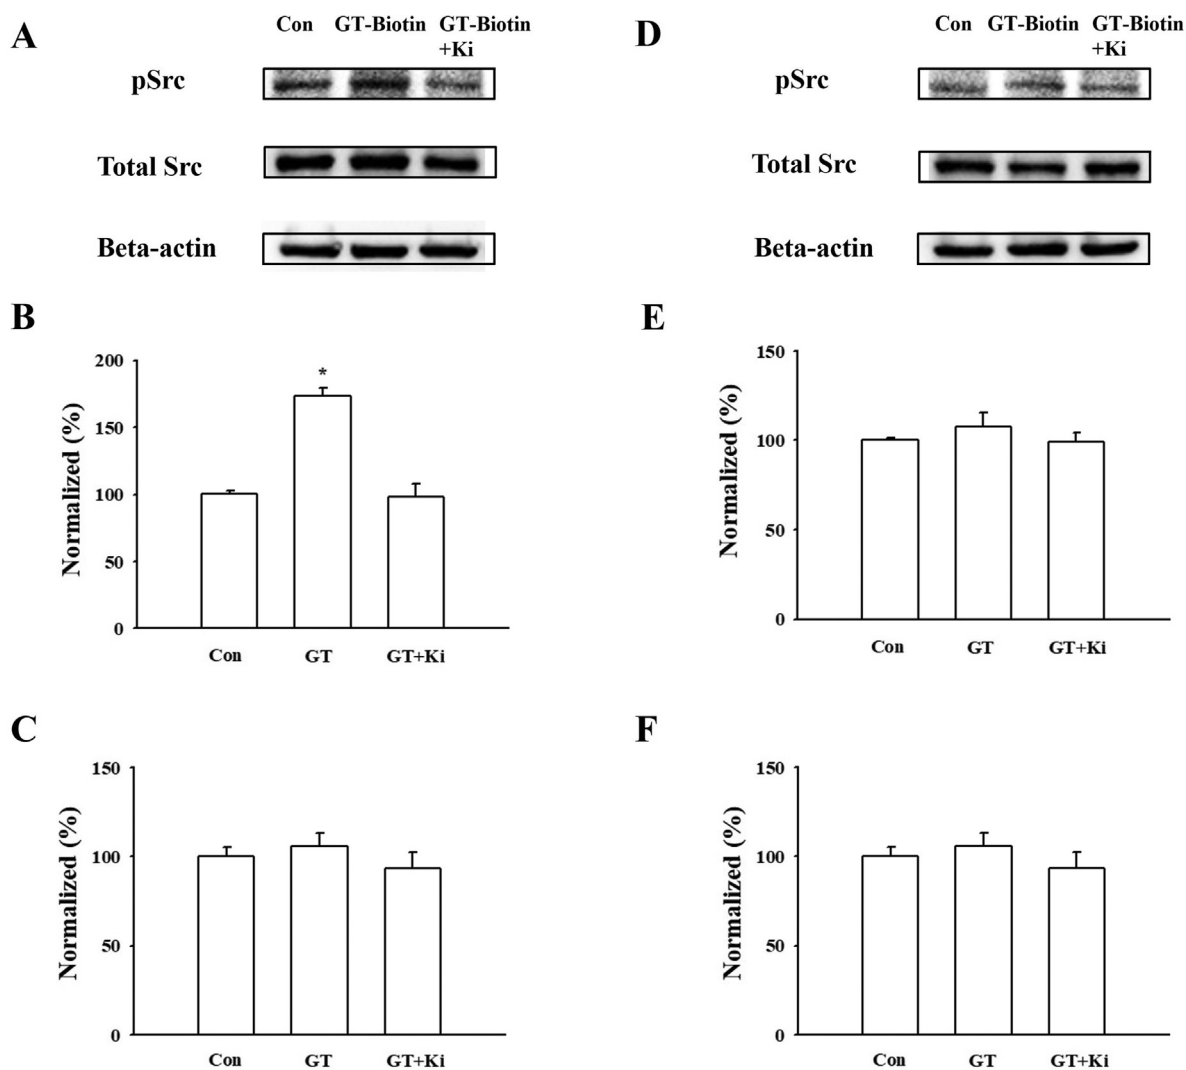 A
Con GT-Biotin GT-Biotin
+Ki
pSrc
Total Src
Beta-actin
D
Con GT-Biotin GT-Biotin
+Ki
pSrc
Total Src
Beta-actin
B
Normalized (%)
200
150
100
50
0
*
Con GT GT+Ki
E
Normalized (%)
150
100
50
0
Con GT GT+Ki
C
Normalized (%)
150
100
50
0
Con GT GT+Ki
F
Normalized (%)
150
100
50
0
Con GT GT+Ki